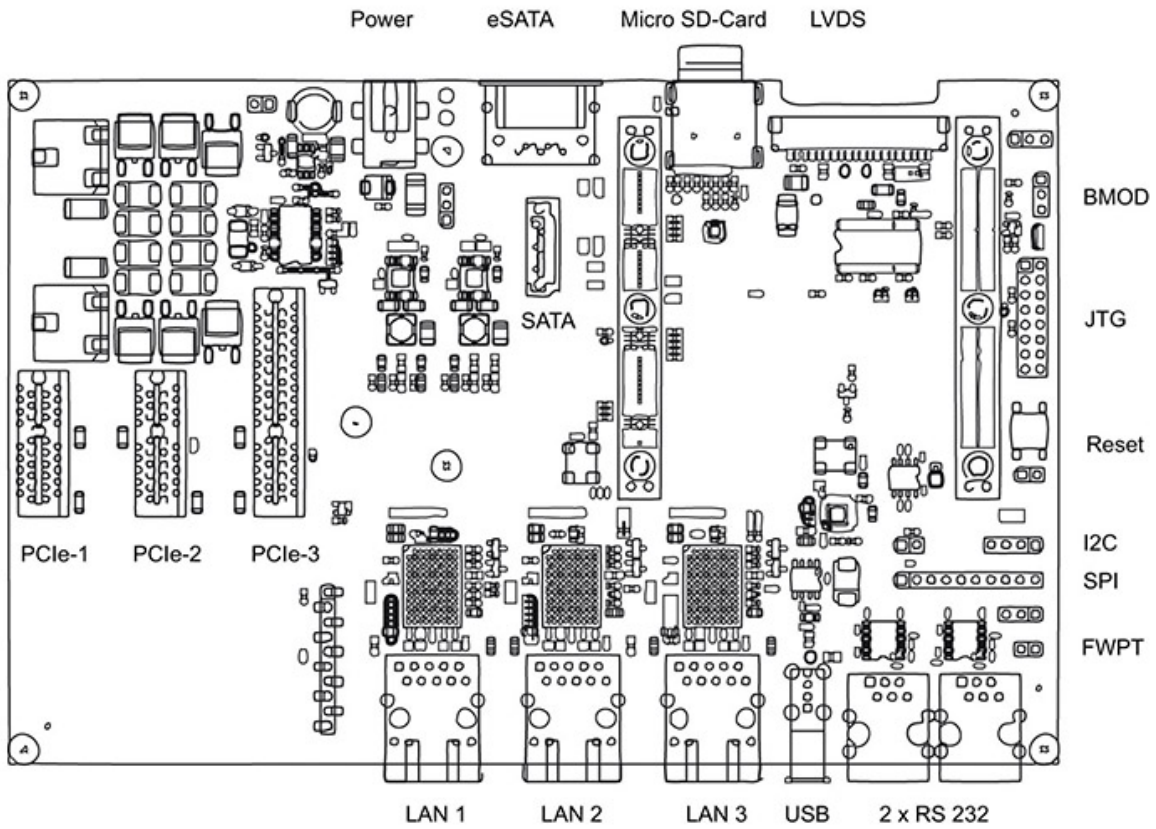 Power eSATA Micro SD-Card LVDS
BMOD
SATA
JTG
Reset
PCIe-1 PCIe-2 PCIe-3
I2C
SPI
FWPT
LAN 1 LAN 2 LAN 3 USB 2 x RS 232